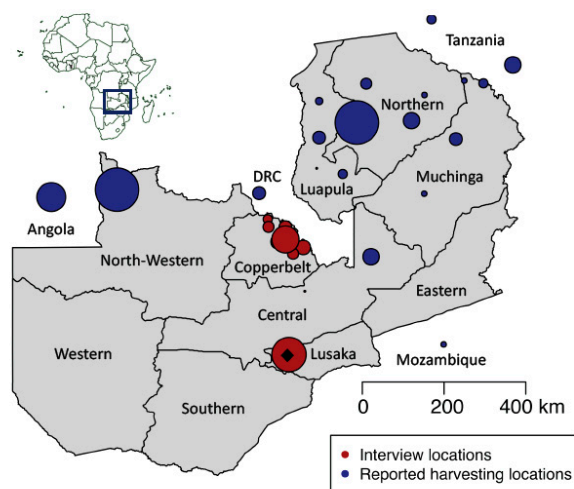 Tanzania
Northern
Muchinga
DRC
Luapula
Angola
North-Western
Copperbelt
Eastern
Central
Western
Lusaka
Mozambique
Southern
0 200 400 km
Interview locations
Reported harvesting locations